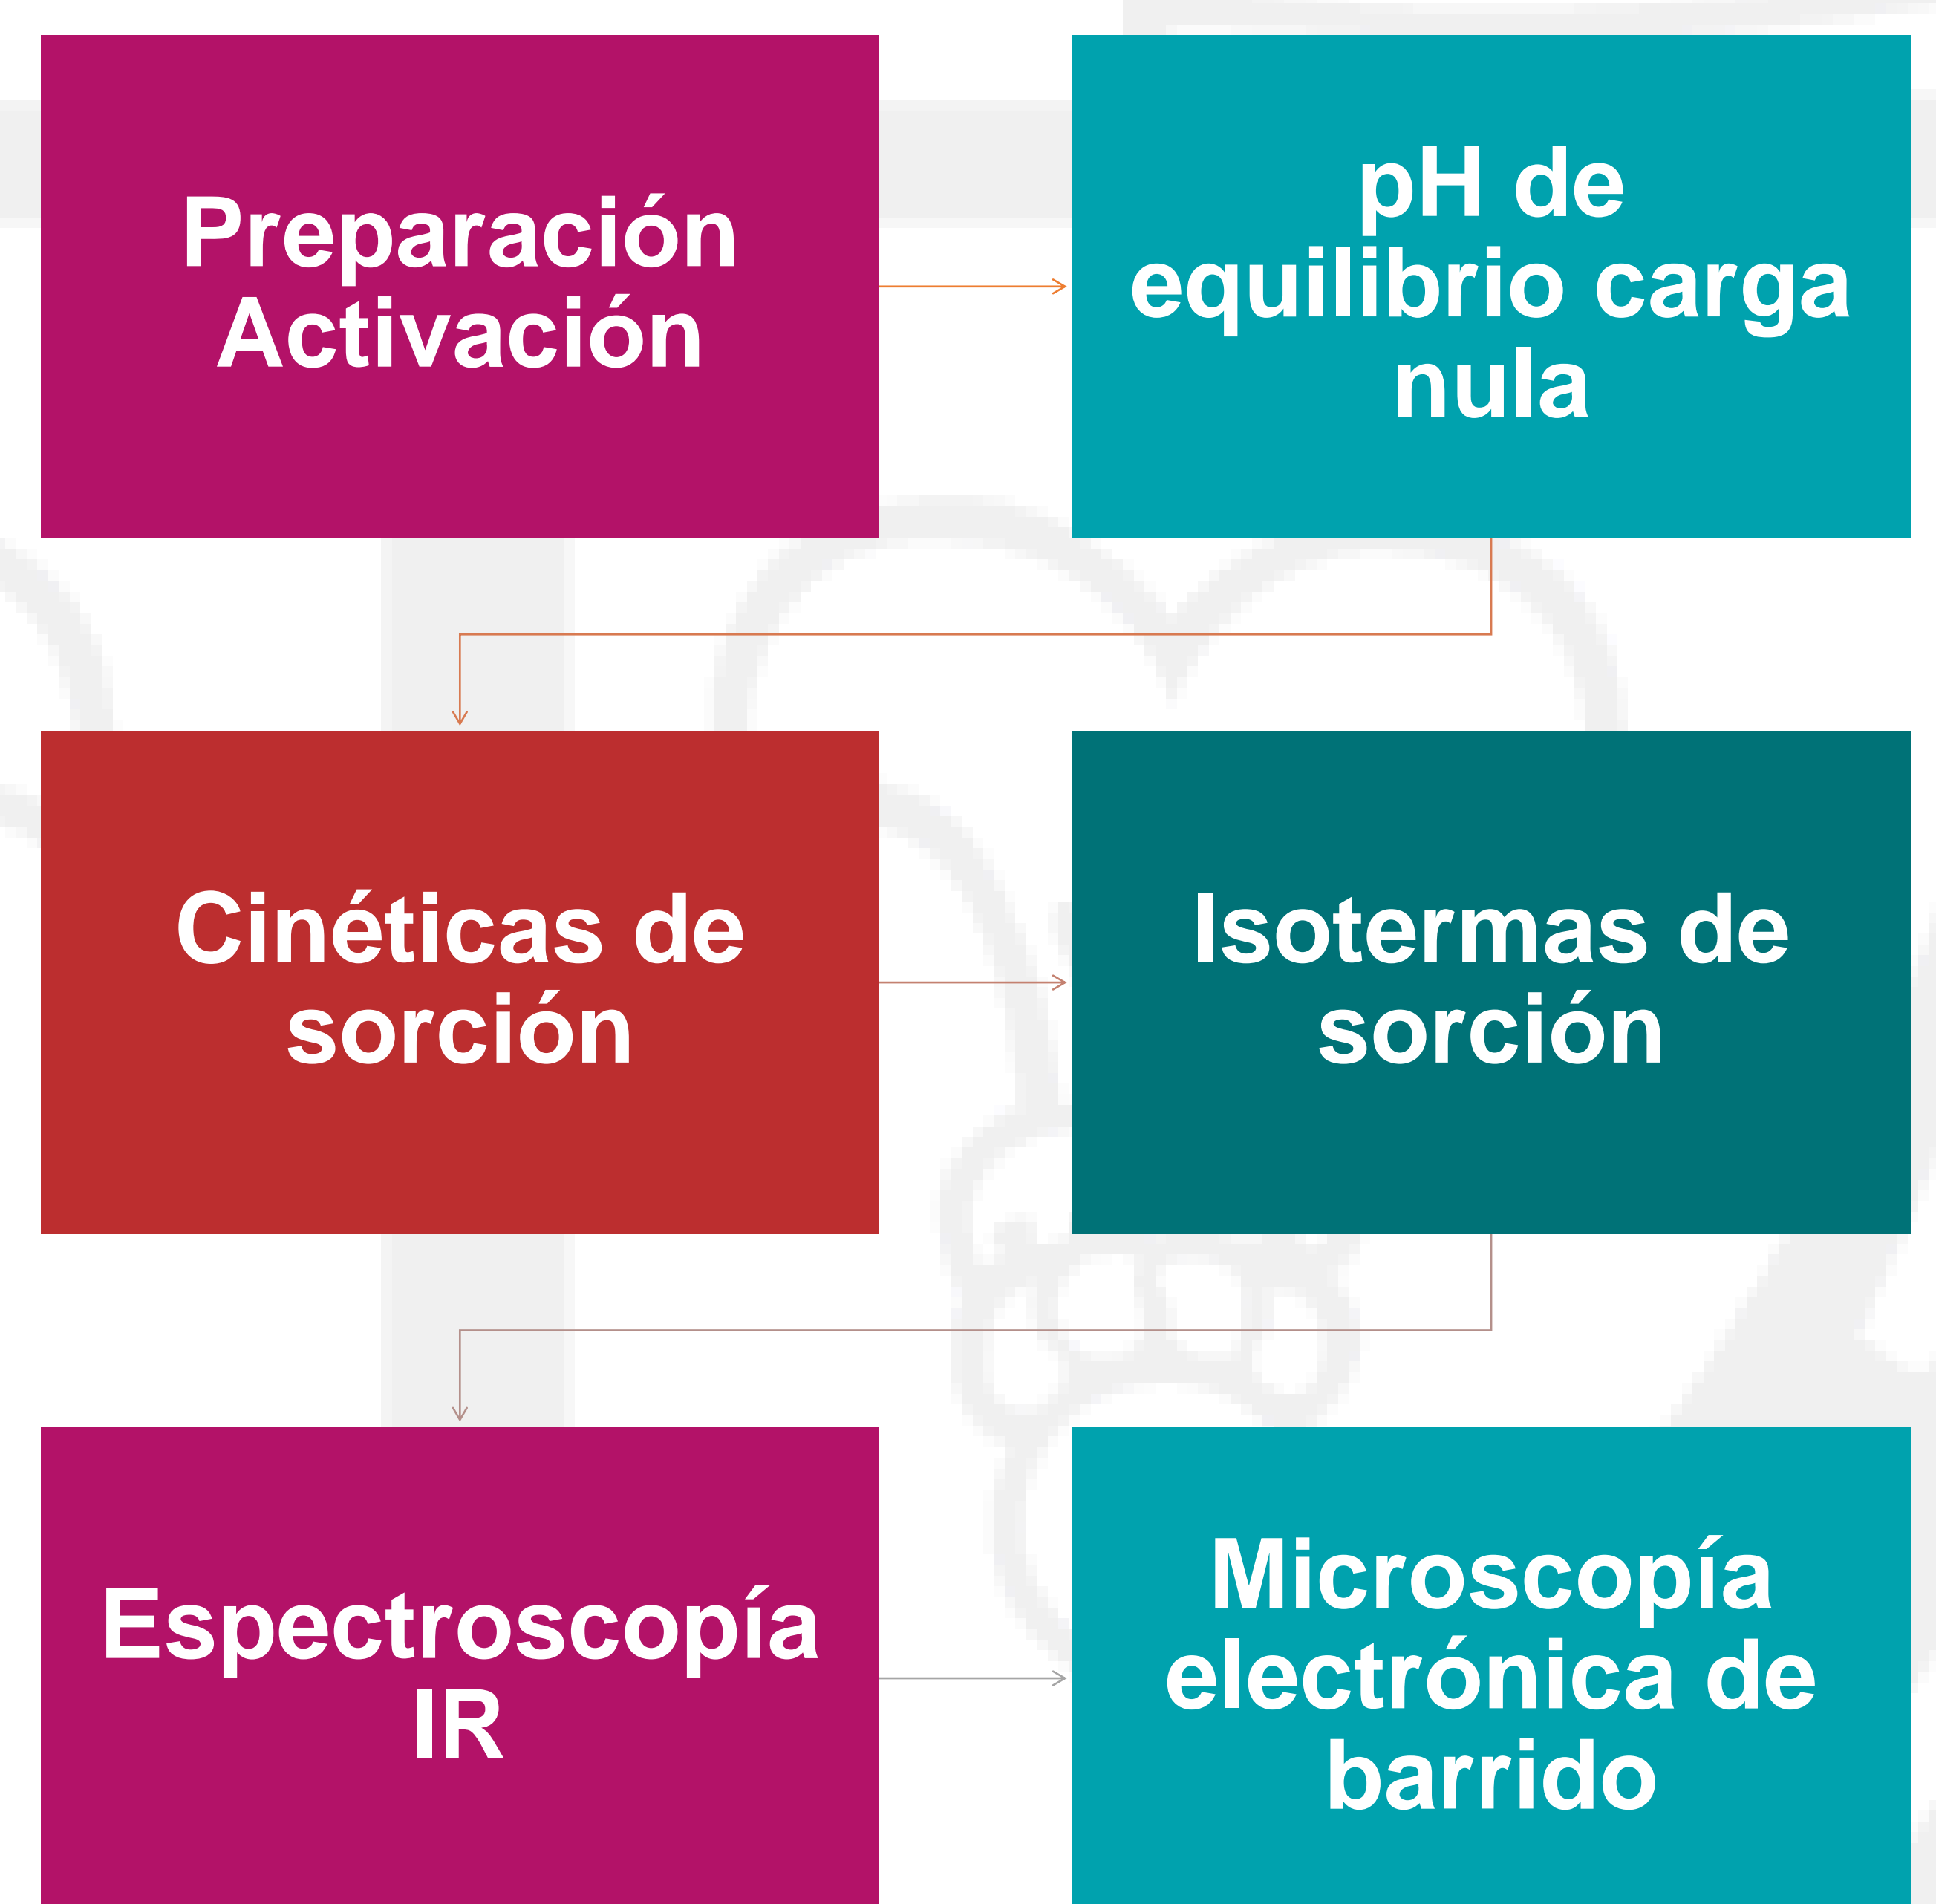 Preparación
Activación
pH de
equilibrio carga
nula
Cinéticas de
sorción
Isotermas de
sorción
Espectroscopía
IR
Microscopía
electrónica de
barrido